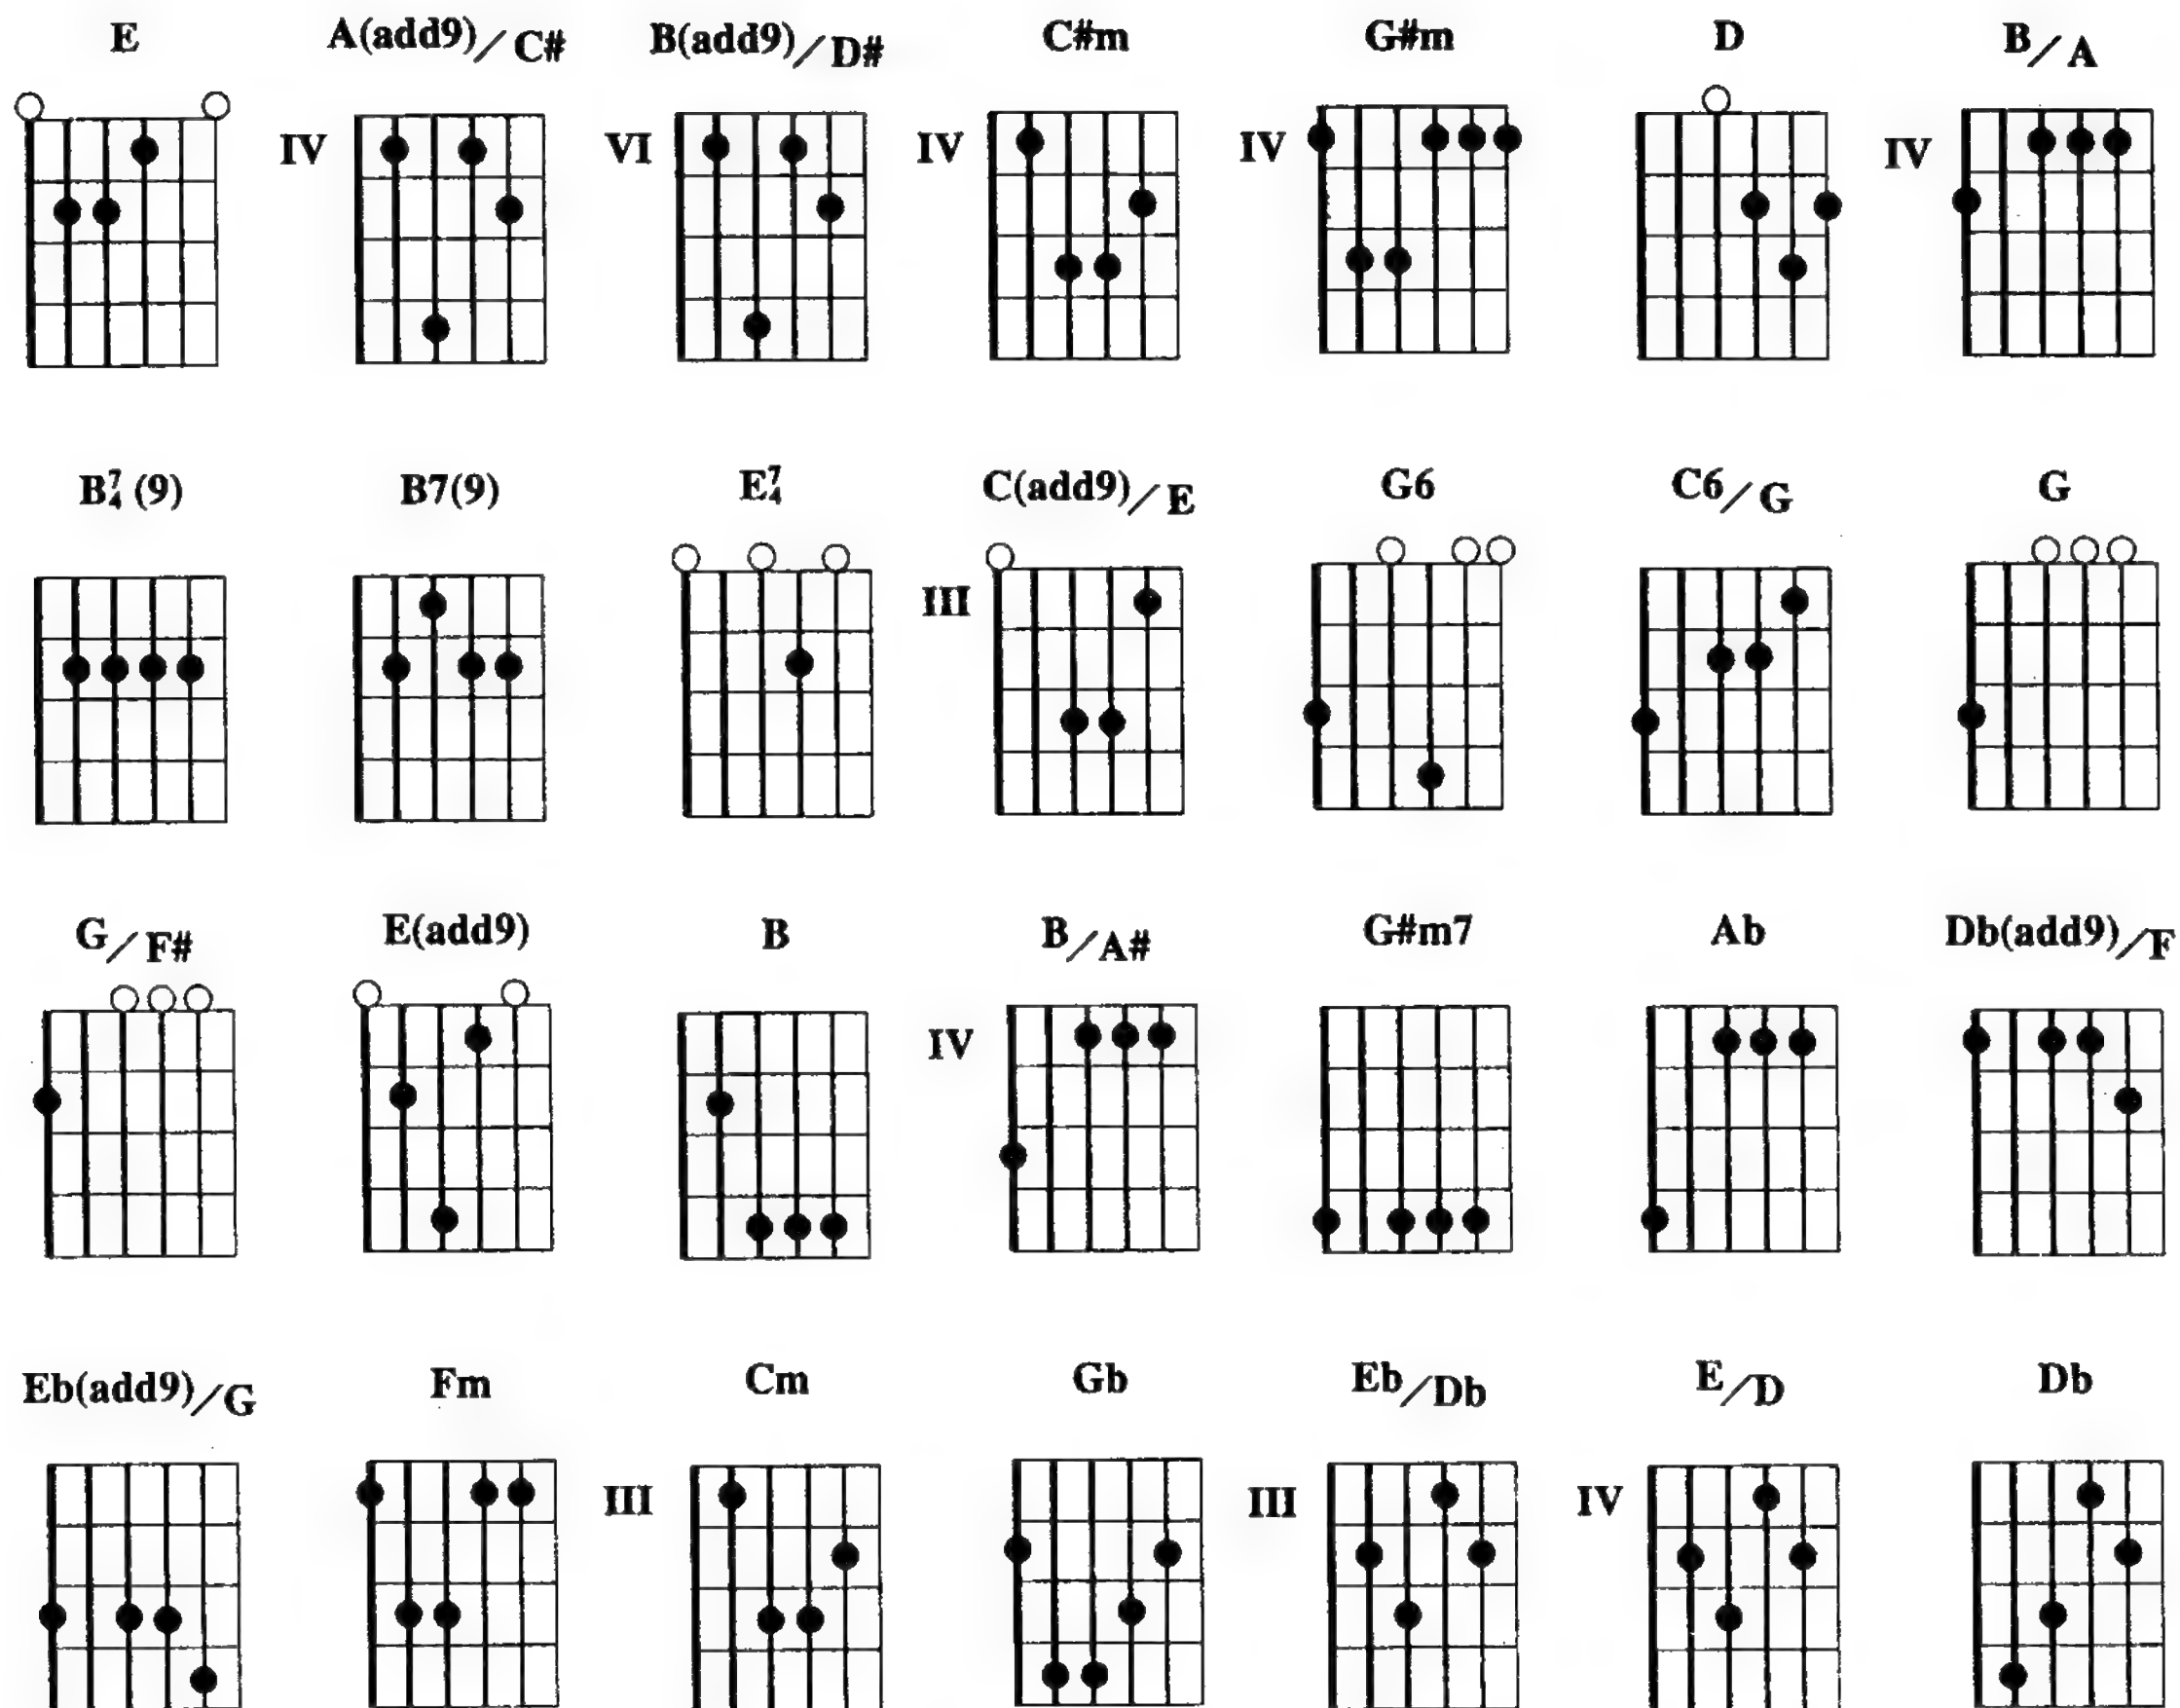 E A(add9)/C# B(add9)/D# C#m G#m D B/A
IV VI IV IV IV
B7/4(9) B7(9) E7/4 C(add9)/E G6 C6/G G
III
G/F# E(add9) B B/A# G#m7 Ab Db(add9)/F
IV
Eb(add9)/G Fm Cm Gb Eb/Db E/D Db
III III IV